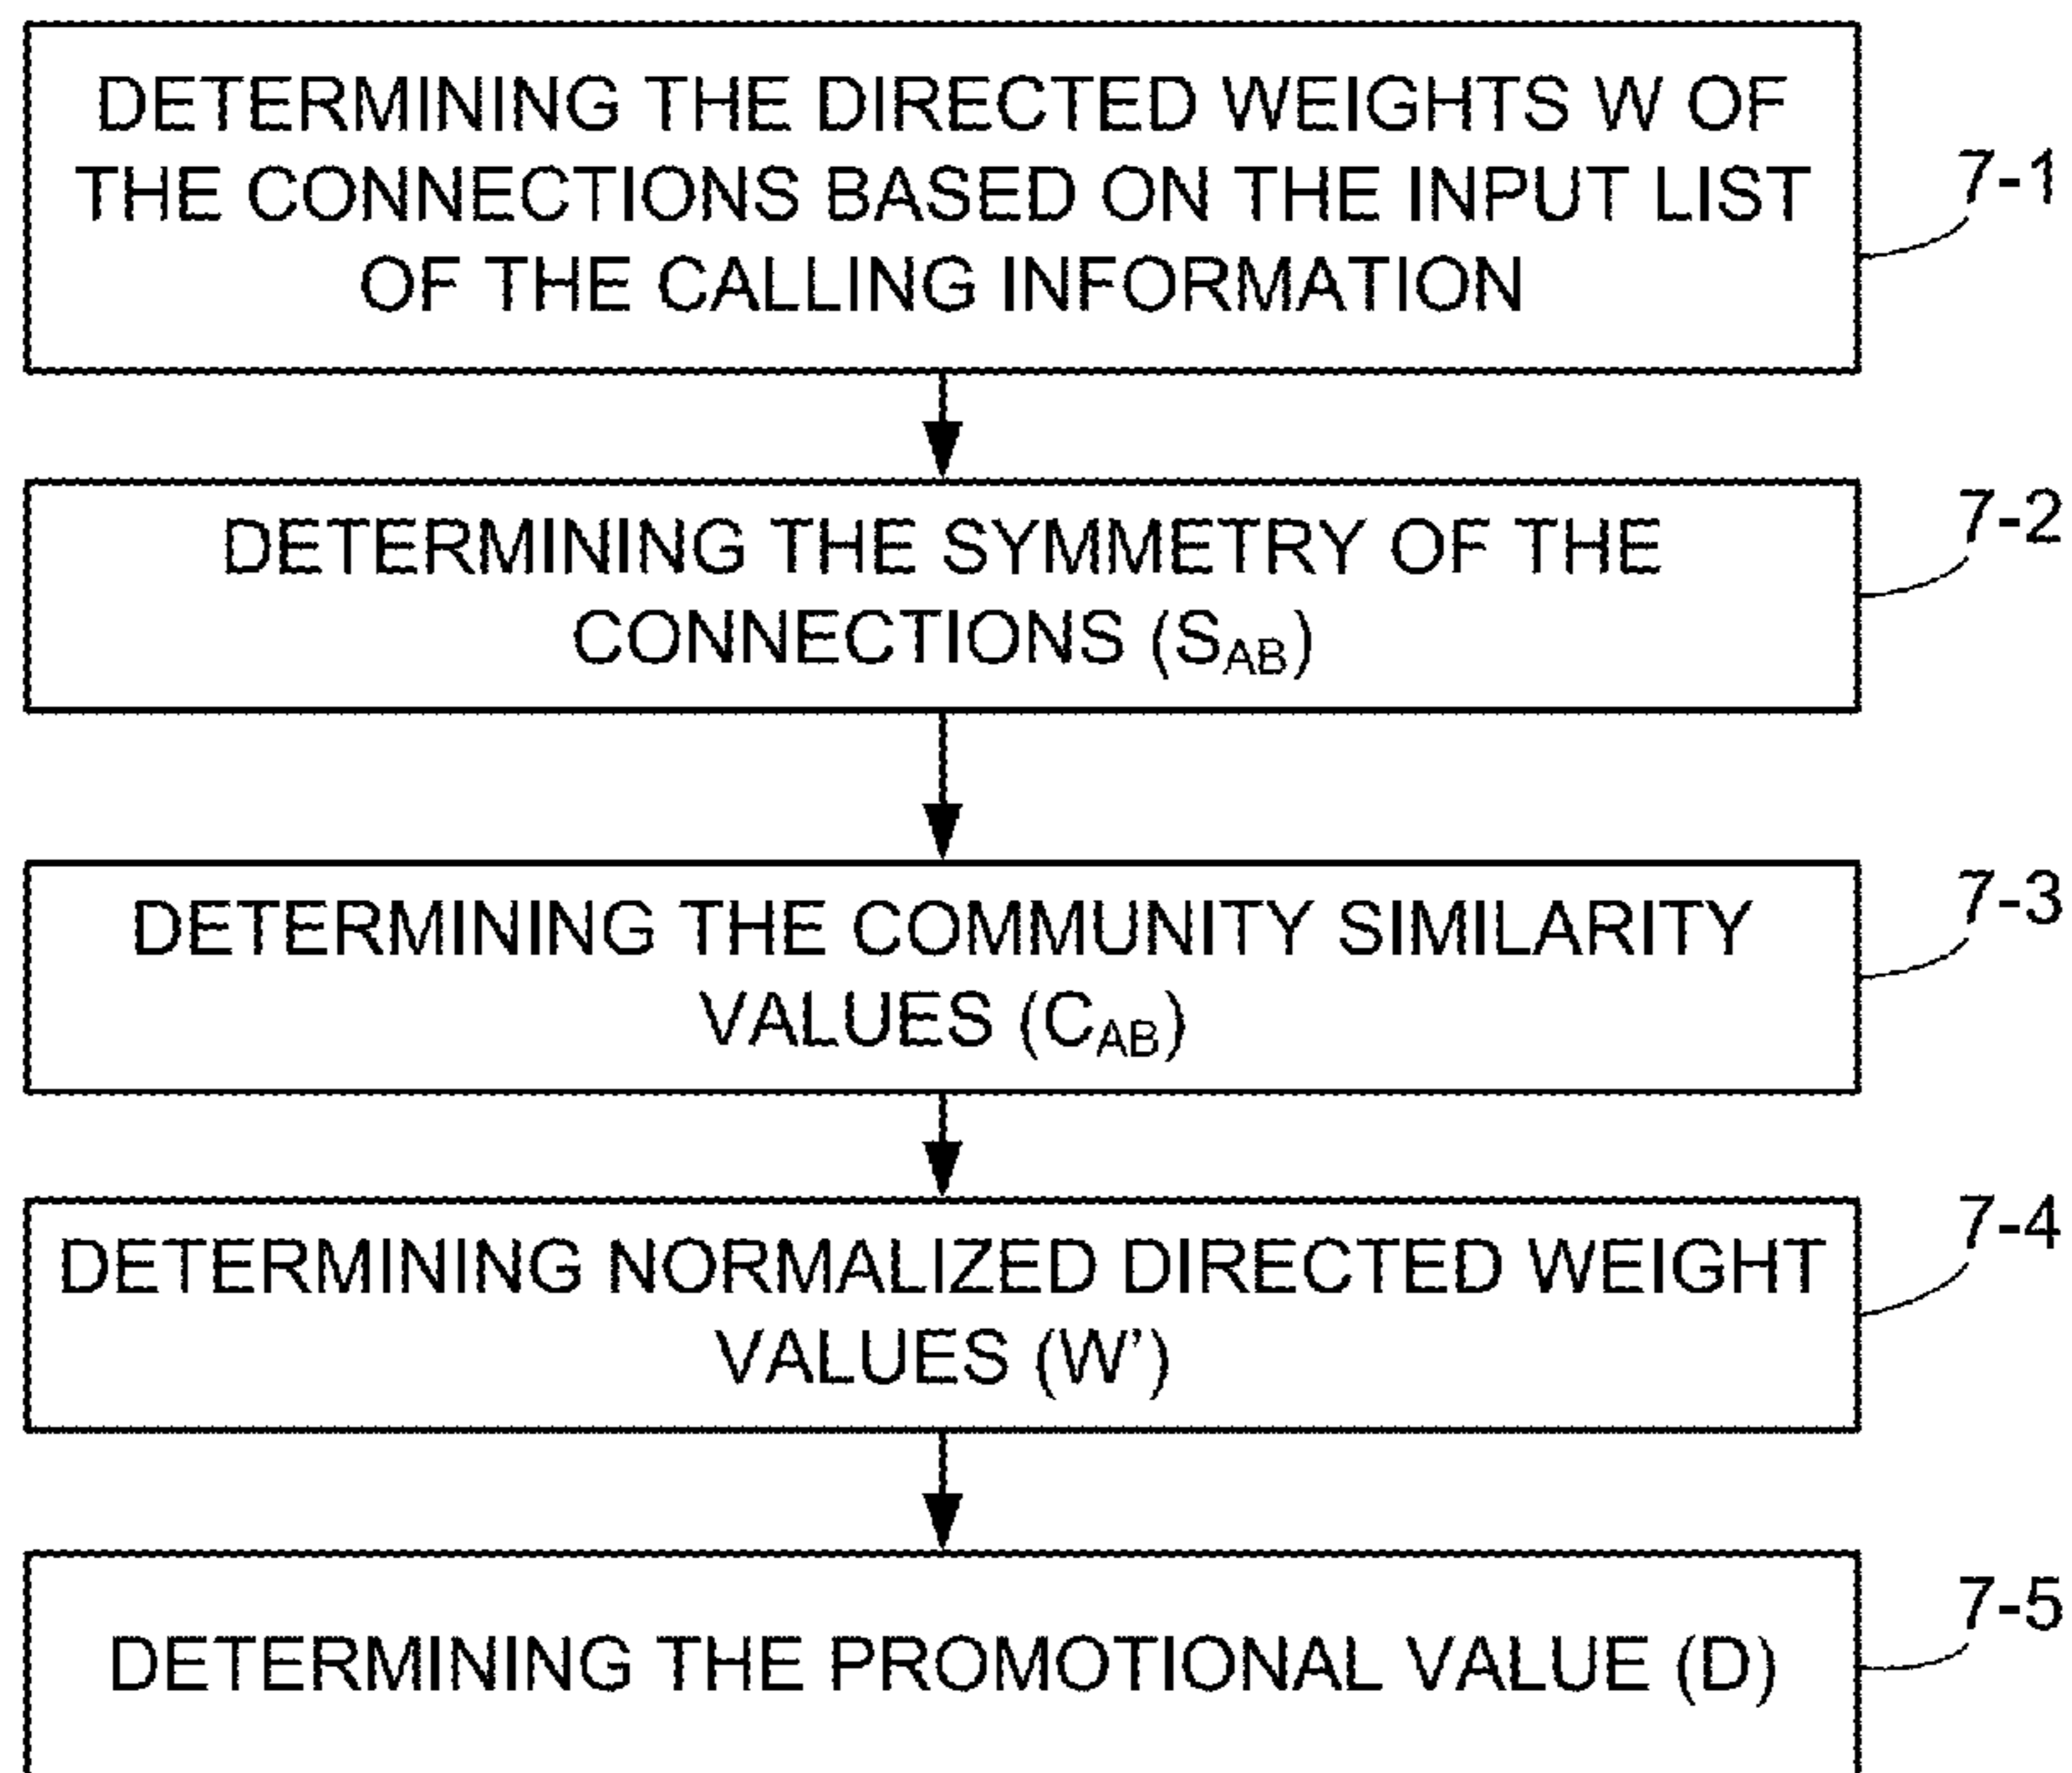 DETERMINING THE DIRECTED WEIGHTS W OF
THE CONNECTIONS BASED ON THE INPUT LIST
OF THE CALLING INFORMATION
7-1
DETERMINING THE SYMMETRY OF THE
CONNECTIONS (SAB)
7-2
DETERMINING THE COMMUNITY SIMILARITY
VALUES (CAB)
7-3
DETERMINING NORMALIZED DIRECTED WEIGHT
VALUES (W’)
7-4
DETERMINING THE PROMOTIONAL VALUE (D)
7-5